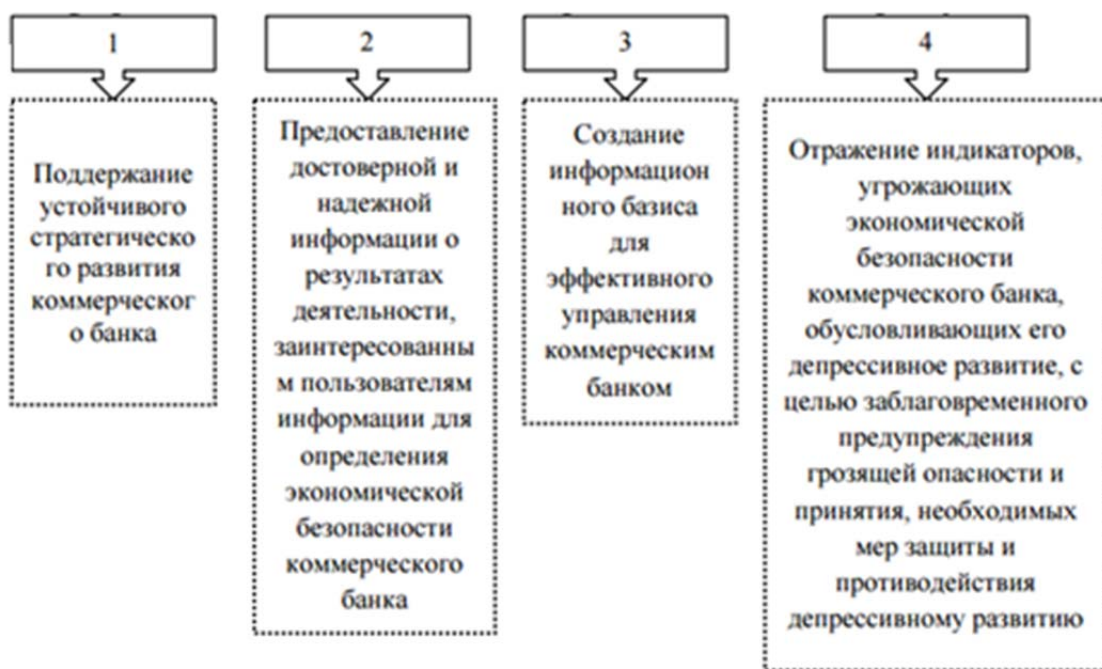 1
Поддержание
устойчивого
стратегическо
го развития
коммерческог
о банка
2
Предоставление
достоверной и
надежной
информации о
результатах
деятельности,
заинтересованны
м пользователям
информации для
определения
экономической
безопасности
коммерческого
банка
3
Создание
информацион
ного базиса
для
эффективного
управления
коммерческим
банком
4
Отражение индикаторов,
угрожающих
экономической
безопасности
коммерческого банка,
обусловливающих его
депрессивное развитие, с
целью заблаговременного
предупреждения
грозящей опасности и
принятия, необходимых
мер защиты и
противодействия
депрессивному развитию